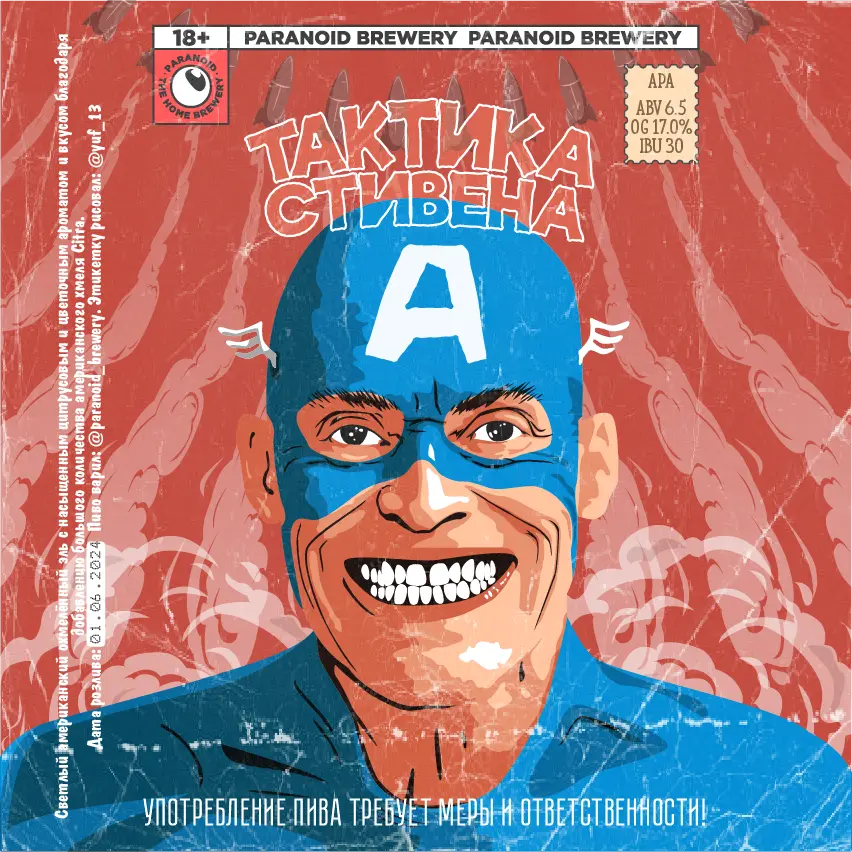 18+
PARANOID BREWERY PARANOID BREWERY
PARANOID
THE HOME BREWERY
APA
ABV 6.5
OG 17.0%
IBU 30
ТАКТИКА
СТИВЕНА
A
Светлый американский охмелённый эль с насыщенным цитрусовым и цветочным ароматом и вкусом благодаря
добавлению большого количества американского хмеля Citra.
Дата розлива: 01.06.2024 Пиво варил: @paranoid_brewery. Этикетку рисовал: @yuf_13
УПОТРЕБЛЕНИЕ ПИВА ТРЕБУЕТ МЕРЫ И ОТВЕТСТВЕННОСТИ!